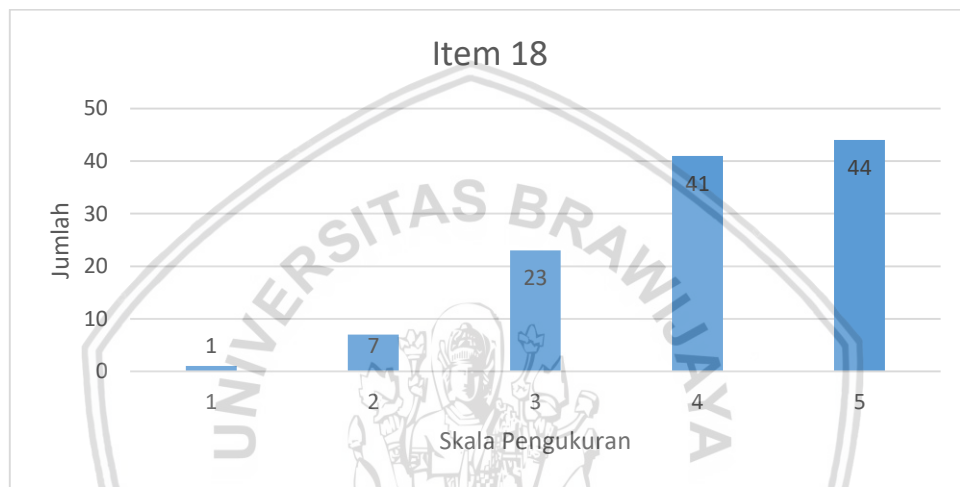 Item 18
50
40
30
20
10
0
Jumlah
1
7
23
41
44
1 2 3 4 5
Skala Pengukuran
UNIVERSITAS BRAWIJAYA